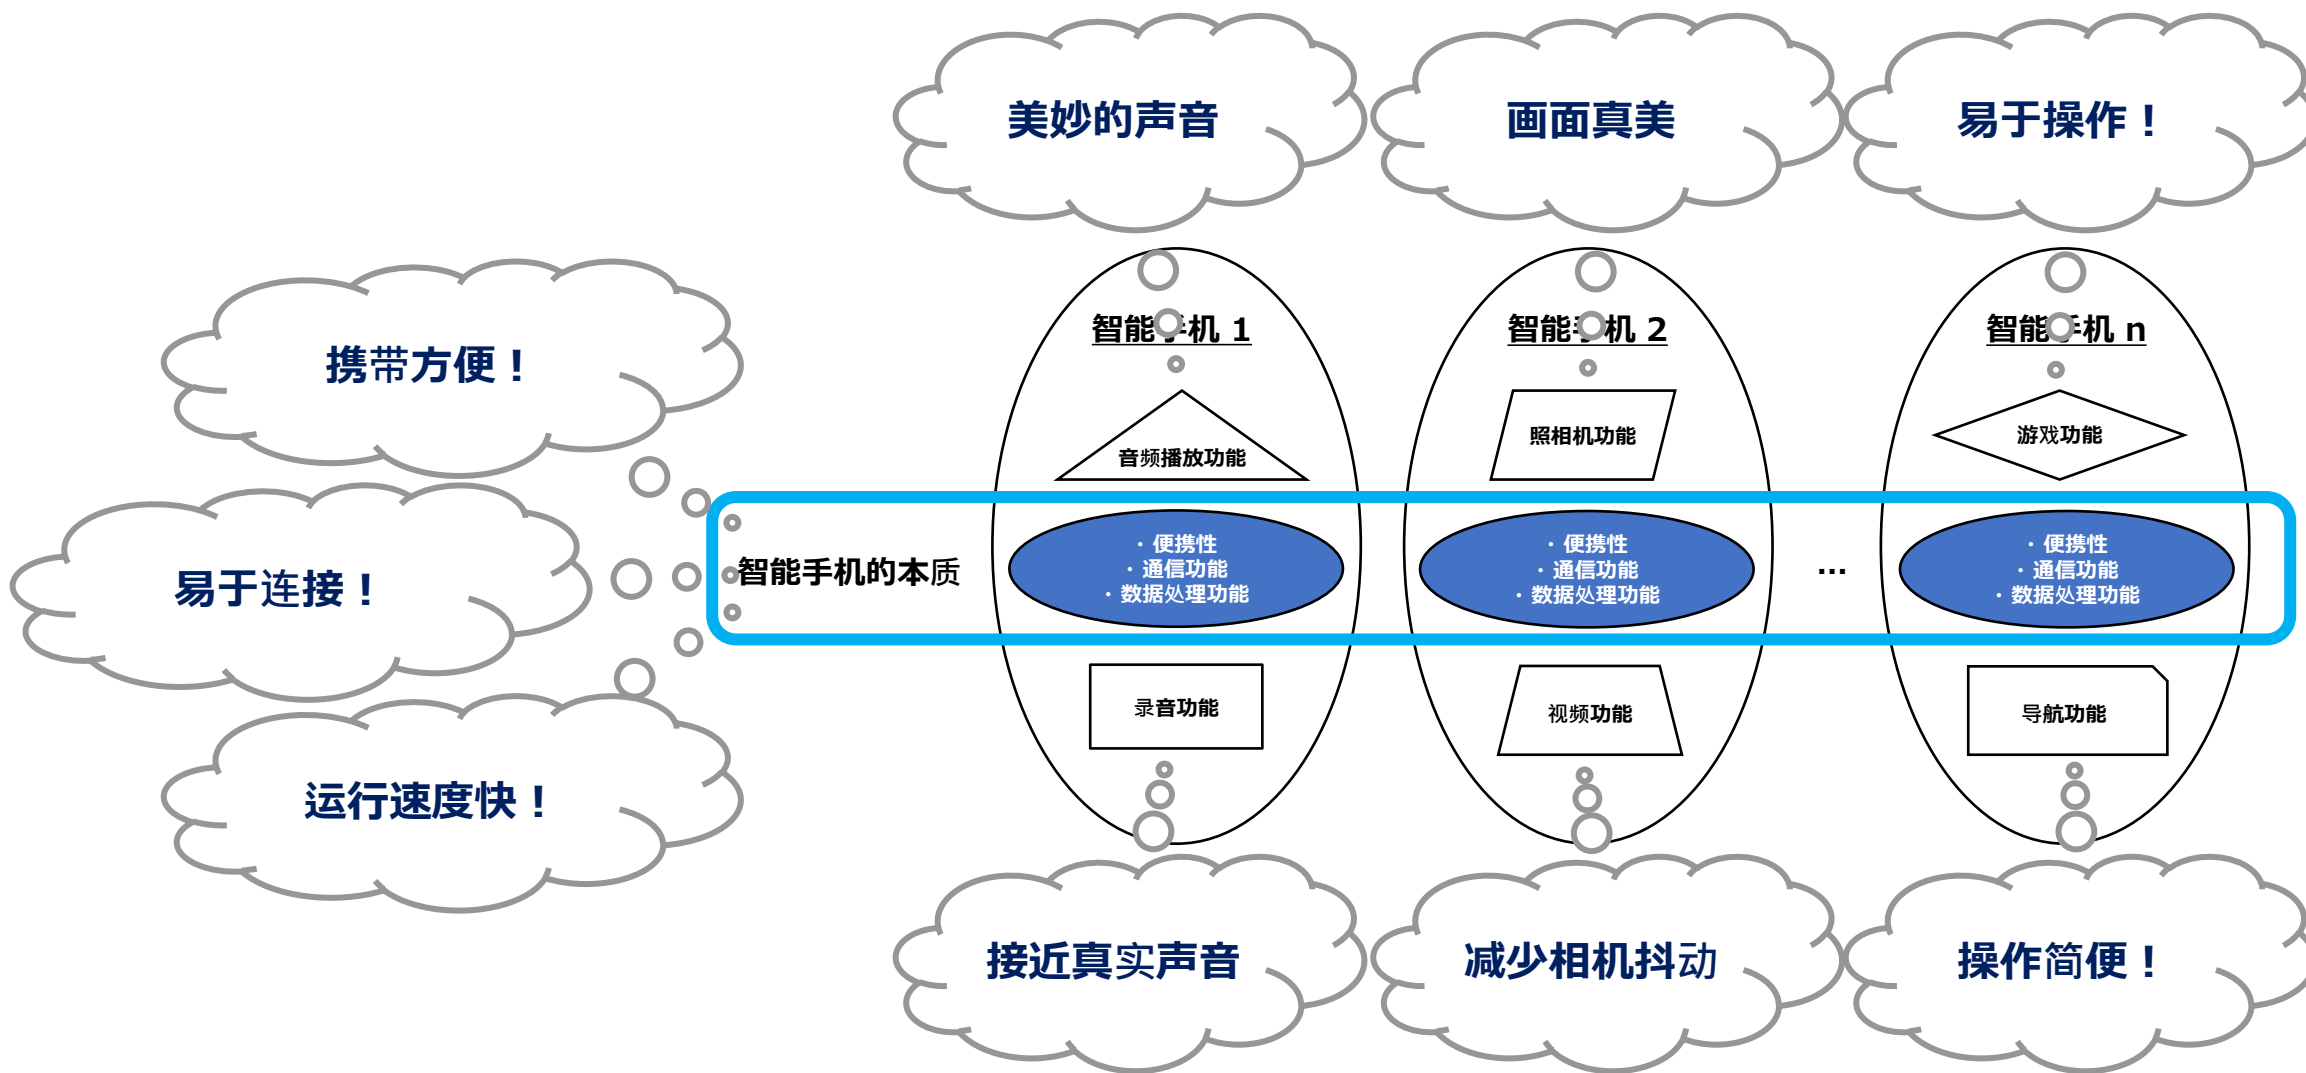 美妙的声音
画面真美
易于操作！
携带方便！
易于连接！
运行速度快！
智能手机 1
音频播放功能
智能手机 2
照相机功能
智能手机 n
游戏功能
智能手机的本质
・便携性
・通信功能
・数据处理功能
・便携性
・通信功能
・数据处理功能
...
・便携性
・通信功能
・数据处理功能
录音功能
视频功能
导航功能
接近真实声音
减少相机抖动
操作简便！